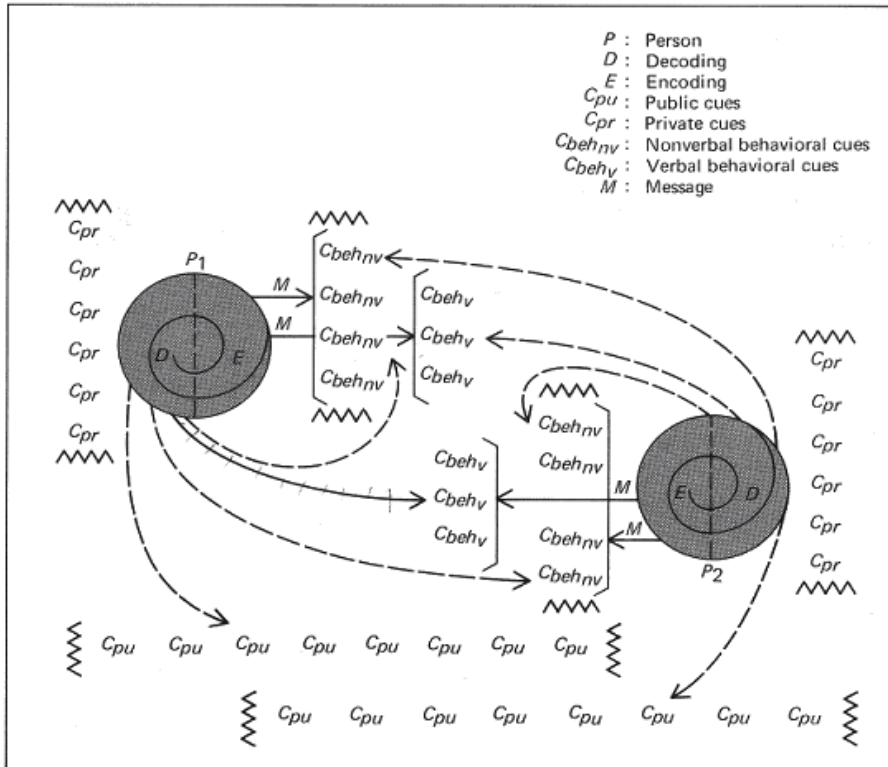 P : Person
D : Decoding
E : Encoding
Cpu : Public cues
Cpr : Private cues
Cbehnv : Nonverbal behavioral cues
Cbehv : Verbal behavioral cues
M : Message
Cpr
Cpr
Cpr
Cpr
Cpr
Cpr
P1
D E
M
M
Cbehnv
Cbehnv
Cbehnv
Cbehnv
Cbehv
Cbehv
Cbehv
Cbehv
Cbehv
Cbehv
Cbehnv
Cbehnv
Cbehnv
Cbehnv
M
M
E D
P2
Cpr
Cpr
Cpr
Cpr
Cpr
Cpr
Cpu Cpu Cpu Cpu Cpu Cpu Cpu
Cpu Cpu Cpu Cpu Cpu Cpu Cpu Cpu